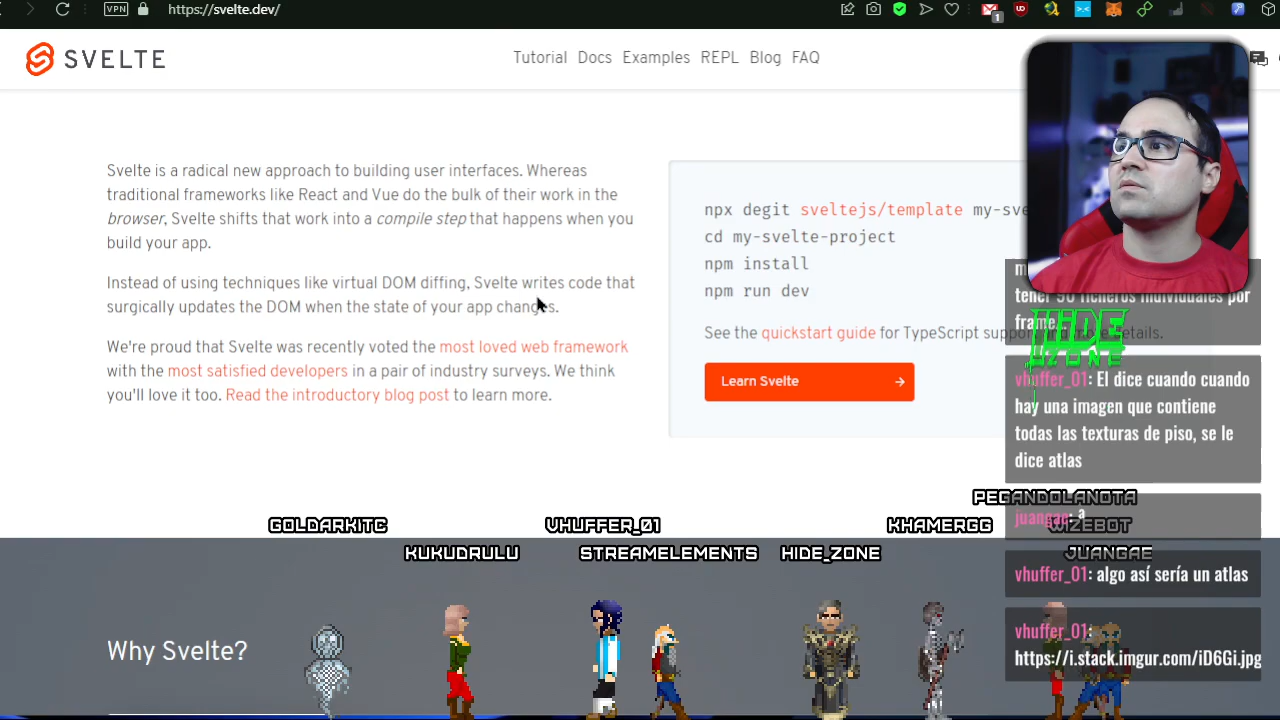 VPN
https://svelte.dev/
1
SVELTE
Tutorial Docs Examples REPL Blog FAQ
Svelte is a radical new approach to building user interfaces. Whereas
traditional frameworks like React and Vue do the bulk of their work in the
browser, Svelte shifts that work into a compile step that happens when you
build your app.
Instead of using techniques like virtual DOM diffing, Svelte writes code that
surgically updates the DOM when the state of your app changes.
We're proud that Svelte was recently voted the most loved web framework
with the most satisfied developers in a pair of industry surveys. We think
you'll love it too. Read the introductory blog post to learn more.
npx degit sveltejs/template
cd my-svelte-project
npm install
npm run dev
See the quickstart guide for TypeScript support and more details.
Learn Svelte →
tener 50 ficheros individuales por
frame
HIDE
ZONE
vhuffer_01: El dice cuando cuando
hay una imagen que contiene
todas las texturas de piso, se le
dice atlas
juangae: a
vhuffer_01: algo así sería un atlas
vhuffer_01:
https://i.stack.imgur.com/iD6Gi.jpg
PEGANDOLANOTA
GOLDARKITC
VHUFFER_01
KHAMERGG
WIZEBOT
KUKUDRULU
STREAMELEMENTS
HIDE_ZONE
JUANGAE
Why Svelte?